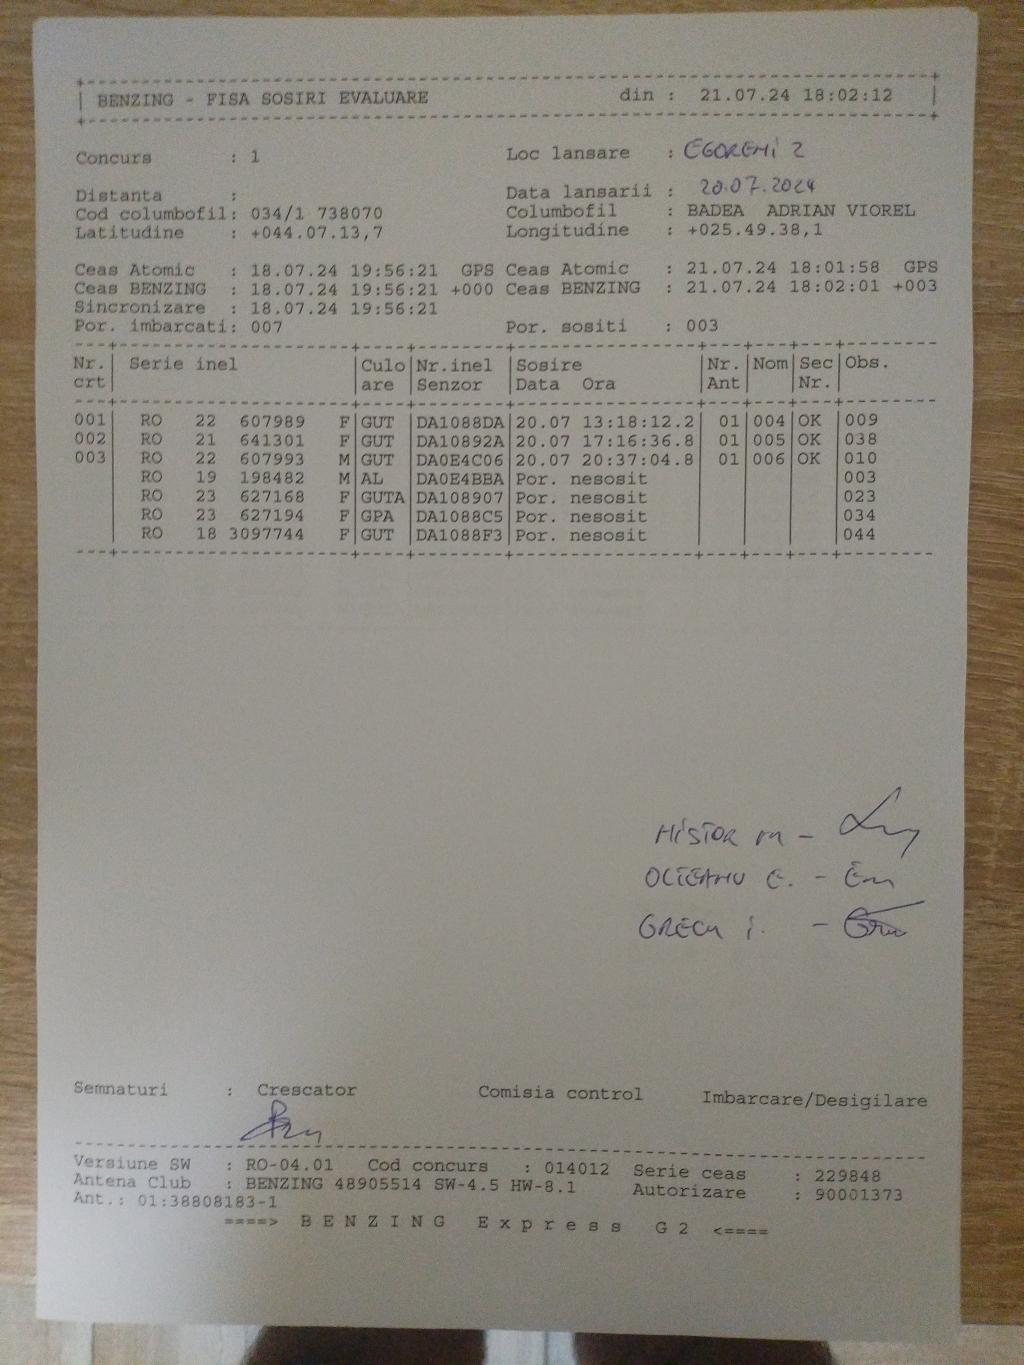 BENZING - FISA SOSIRI EVALUARE din : 21.07.24 18:02:12
Concurs : 1 Loc lansare : EGOREMI 2
Distanta : Data lansarii : 20.07.2024
Cod columbofil: 034/1 738070 Columbofil : BADEA ADRIAN VIOREL
Latitudine : +044.07.13,7 Longitudine : +025.49.38,1
Ceas Atomic : 18.07.24 19:56:21 GPS Ceas Atomic : 21.07.24 18:01:58 GPS
Ceas BENZING : 18.07.24 19:56:21 +000 Ceas BENZING : 21.07.24 18:02:01 +003
Sincronizare : 18.07.24 19:56:21
Por. imbarcati: 007 Por. sositi : 003
Nr. Serie inel Culo Nr.inel Sosire Nr. Nom Sec Obs.
crt are Senzor Data Ora Ant Nr.
001 RO 22 607989 F GUT DA1088DA 20.07 13:18:12.2 01 004 OK 009
002 RO 21 641301 F GUT DA10892A 20.07 17:16:36.8 01 005 OK 038
003 RO 22 607993 M GUT DA0E4C06 20.07 20:37:04.8 01 006 OK 010
RO 19 198482 M AL DA0E4BBA Por. nesosit 003
RO 23 627168 F GUTA DA108907 Por. nesosit 023
RO 23 627194 F GPA DA1088C5 Por. nesosit 034
RO 18 3097744 F GUT DA1088F3 Por. nesosit 044
NISTOR M -
OLTEANU E. -
GRECU I. -
Semnaturi : Crescator Comisia control Imbarcare/Desigilare
Versiune SW : RO-04.01 Cod concurs : 014012 Serie ceas : 229848
Antena Club : BENZING 48905514 SW-4.5 HW-8.1 Autorizare : 90001373
Ant.: 01:38808183-1
====> B E N Z I N G E x p r e s s G 2 <====